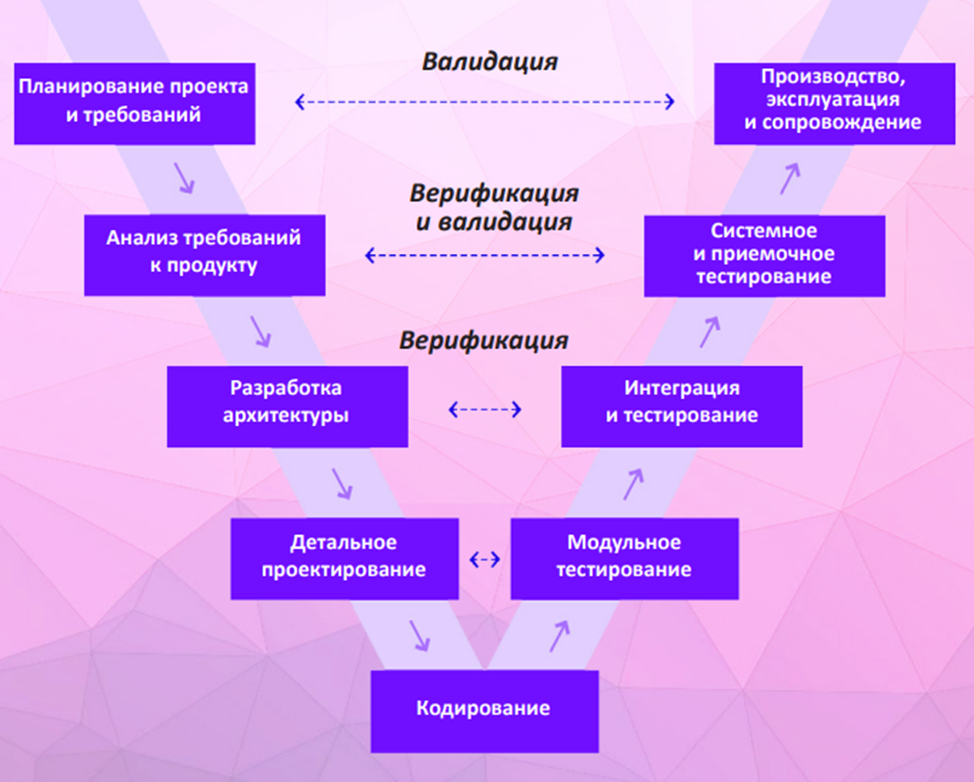 Валидация
Планирование проекта
и требований
Производство,
эксплуатация
и сопровождение
Верификация
и валидация
Анализ требований
к продукту
Системное
и приемочное
тестирование
Верификация
Разработка
архитектуры
Интеграция
и тестирование
Детальное
проектирование
Модульное
тестирование
Кодирование